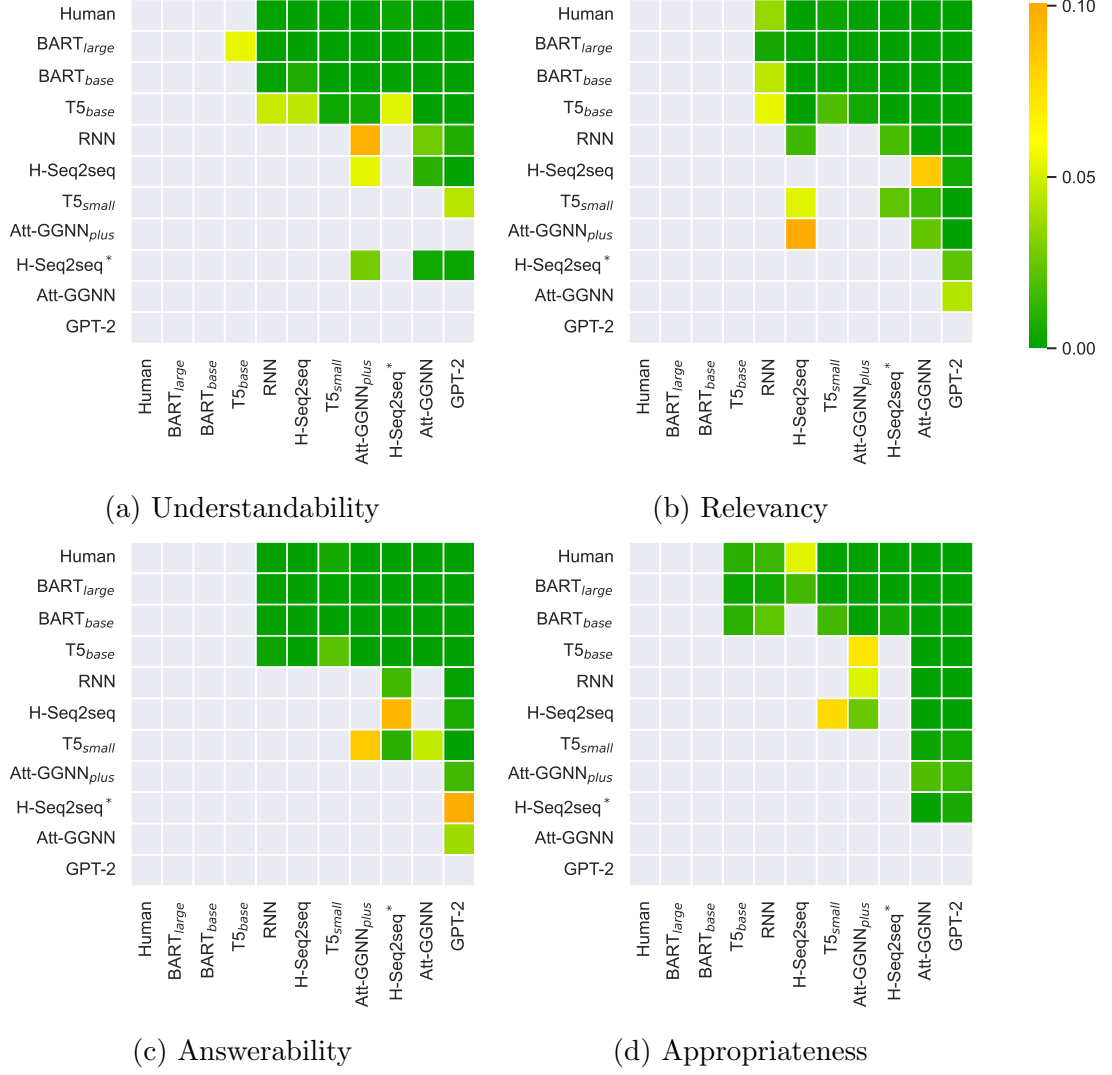 Human
BART_large
BART_base
T5_base
RNN
H-Seq2seq
T5_small
Att-GGNN_plus
H-Seq2seq*
Att-GGNN
GPT-2
Human
BART_large
BART_base
T5_base
RNN
H-Seq2seq
T5_small
Att-GGNN_plus
H-Seq2seq*
Att-GGNN
GPT-2
(a) Understandability
Human
BART_large
BART_base
T5_base
RNN
H-Seq2seq
T5_small
Att-GGNN_plus
H-Seq2seq*
Att-GGNN
GPT-2
Human
BART_large
BART_base
T5_base
RNN
H-Seq2seq
T5_small
Att-GGNN_plus
H-Seq2seq*
Att-GGNN
GPT-2
(b) Relevancy
0.10
0.05
0.00
Human
BART_large
BART_base
T5_base
RNN
H-Seq2seq
T5_small
Att-GGNN_plus
H-Seq2seq*
Att-GGNN
GPT-2
Human
BART_large
BART_base
T5_base
RNN
H-Seq2seq
T5_small
Att-GGNN_plus
H-Seq2seq*
Att-GGNN
GPT-2
(c) Answerability
Human
BART_large
BART_base
T5_base
RNN
H-Seq2seq
T5_small
Att-GGNN_plus
H-Seq2seq*
Att-GGNN
GPT-2
Human
BART_large
BART_base
T5_base
RNN
H-Seq2seq
T5_small
Att-GGNN_plus
H-Seq2seq*
Att-GGNN
GPT-2
(d) Appropriateness